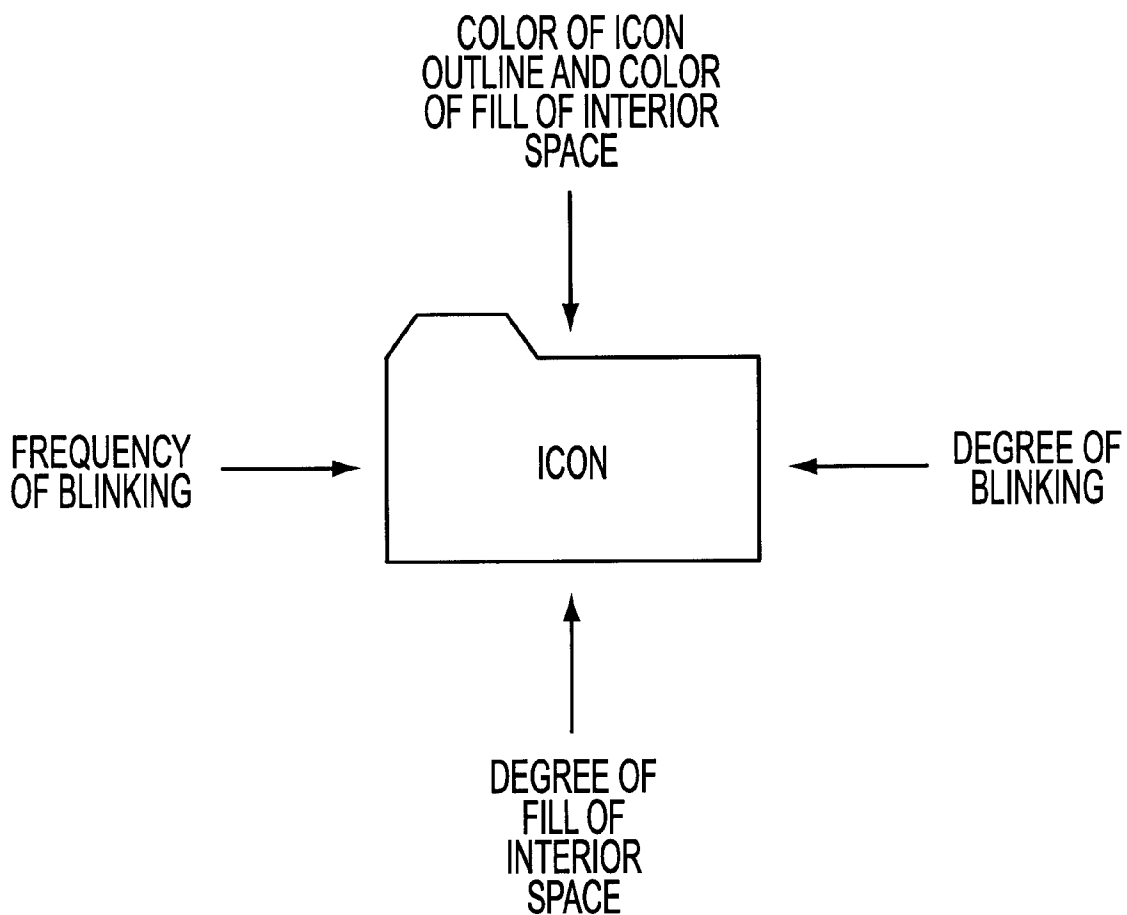 COLOR OF ICON
OUTLINE AND COLOR
OF FILL OF INTERIOR
SPACE
FREQUENCY
OF BLINKING
ICON
DEGREE OF
BLINKING
DEGREE OF
FILL OF
INTERIOR
SPACE